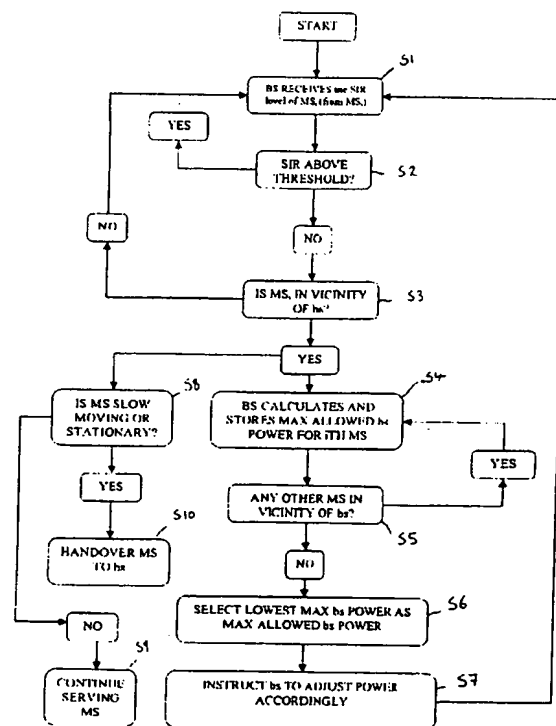 START
S1
BS RECEIVES the SIR
level of MS, (from MS,)
YES
SIR ABOVE
THRESHOLD?
S2
NO
NO
IS MS, IN VICINITY
OF bs?
S3
YES
S8
IS MS SLOW
MOVING OR
STATIONARY?
S4
BS CALCULATES AND
STORES MAX ALLOWED bs
POWER FOR iTH MS
YES
YES
ANY OTHER MS IN
VICINITY OF bs?
S5
S10
HANDOVER MS
TO bs
NO
SELECT LOWEST MAX bs POWER AS
MAX ALLOWED bs POWER
S6
NO
S9
CONTINUE
SERVING
MS
INSTRUCT bs TO ADJUST POWER
ACCORDINGLY
S7